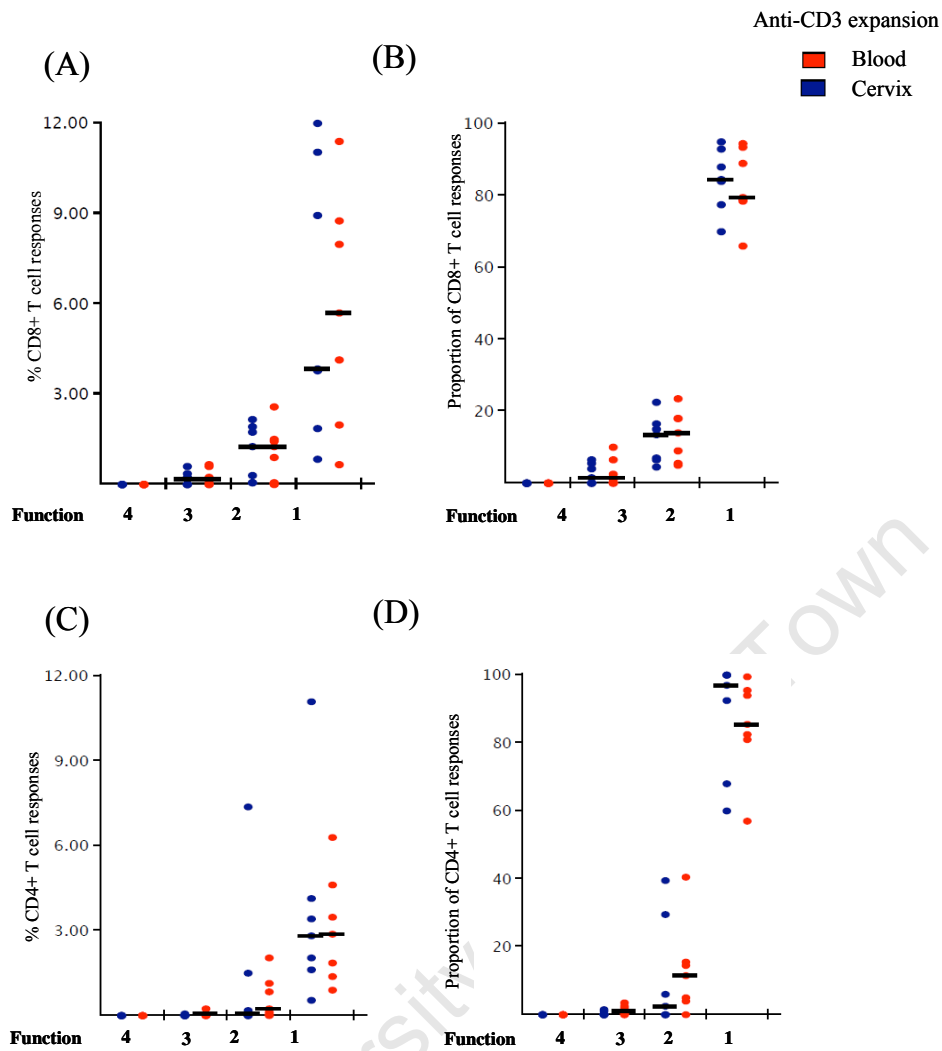 Anti-CD3 expansion
Blood
Cervix
(A)
% CD8+ T cell responses
12.00
9.00
6.00
3.00
Function 4 3 2 1
(B)
Proportion of CD8+ T cell responses
100
80
60
40
20
Function 4 3 2 1
(C)
% CD4+ T cell responses
12.00
9.00
6.00
3.00
Function 4 3 2 1
(D)
Proportion of CD4+ T cell responses
100
80
60
40
20
Function 4 3 2 1
rsity
Town